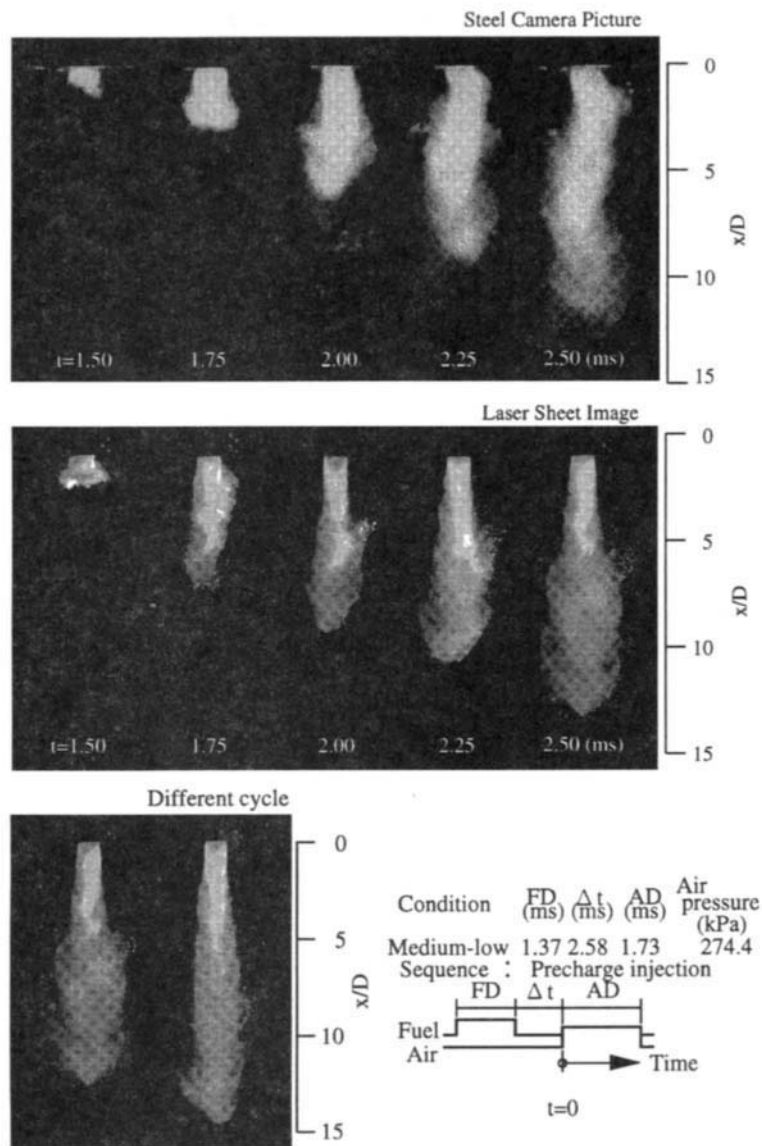 Steel Camera Picture
0
5
x/D
10
15
t=1.50 1.75 2.00 2.25 2.50 (ms)
Laser Sheet Image
0
5
x/D
10
15
t=1.50 1.75 2.00 2.25 2.50 (ms)
Different cycle
0
5
x/D
10
15
Condition FD (ms) Δ t (ms) AD (ms) Air pressure (kPa)
Medium-low 1.37 2.58 1.73 274.4
Sequence : Precharge injection
FD Δ t AD
Fuel
Air
Time
t=0